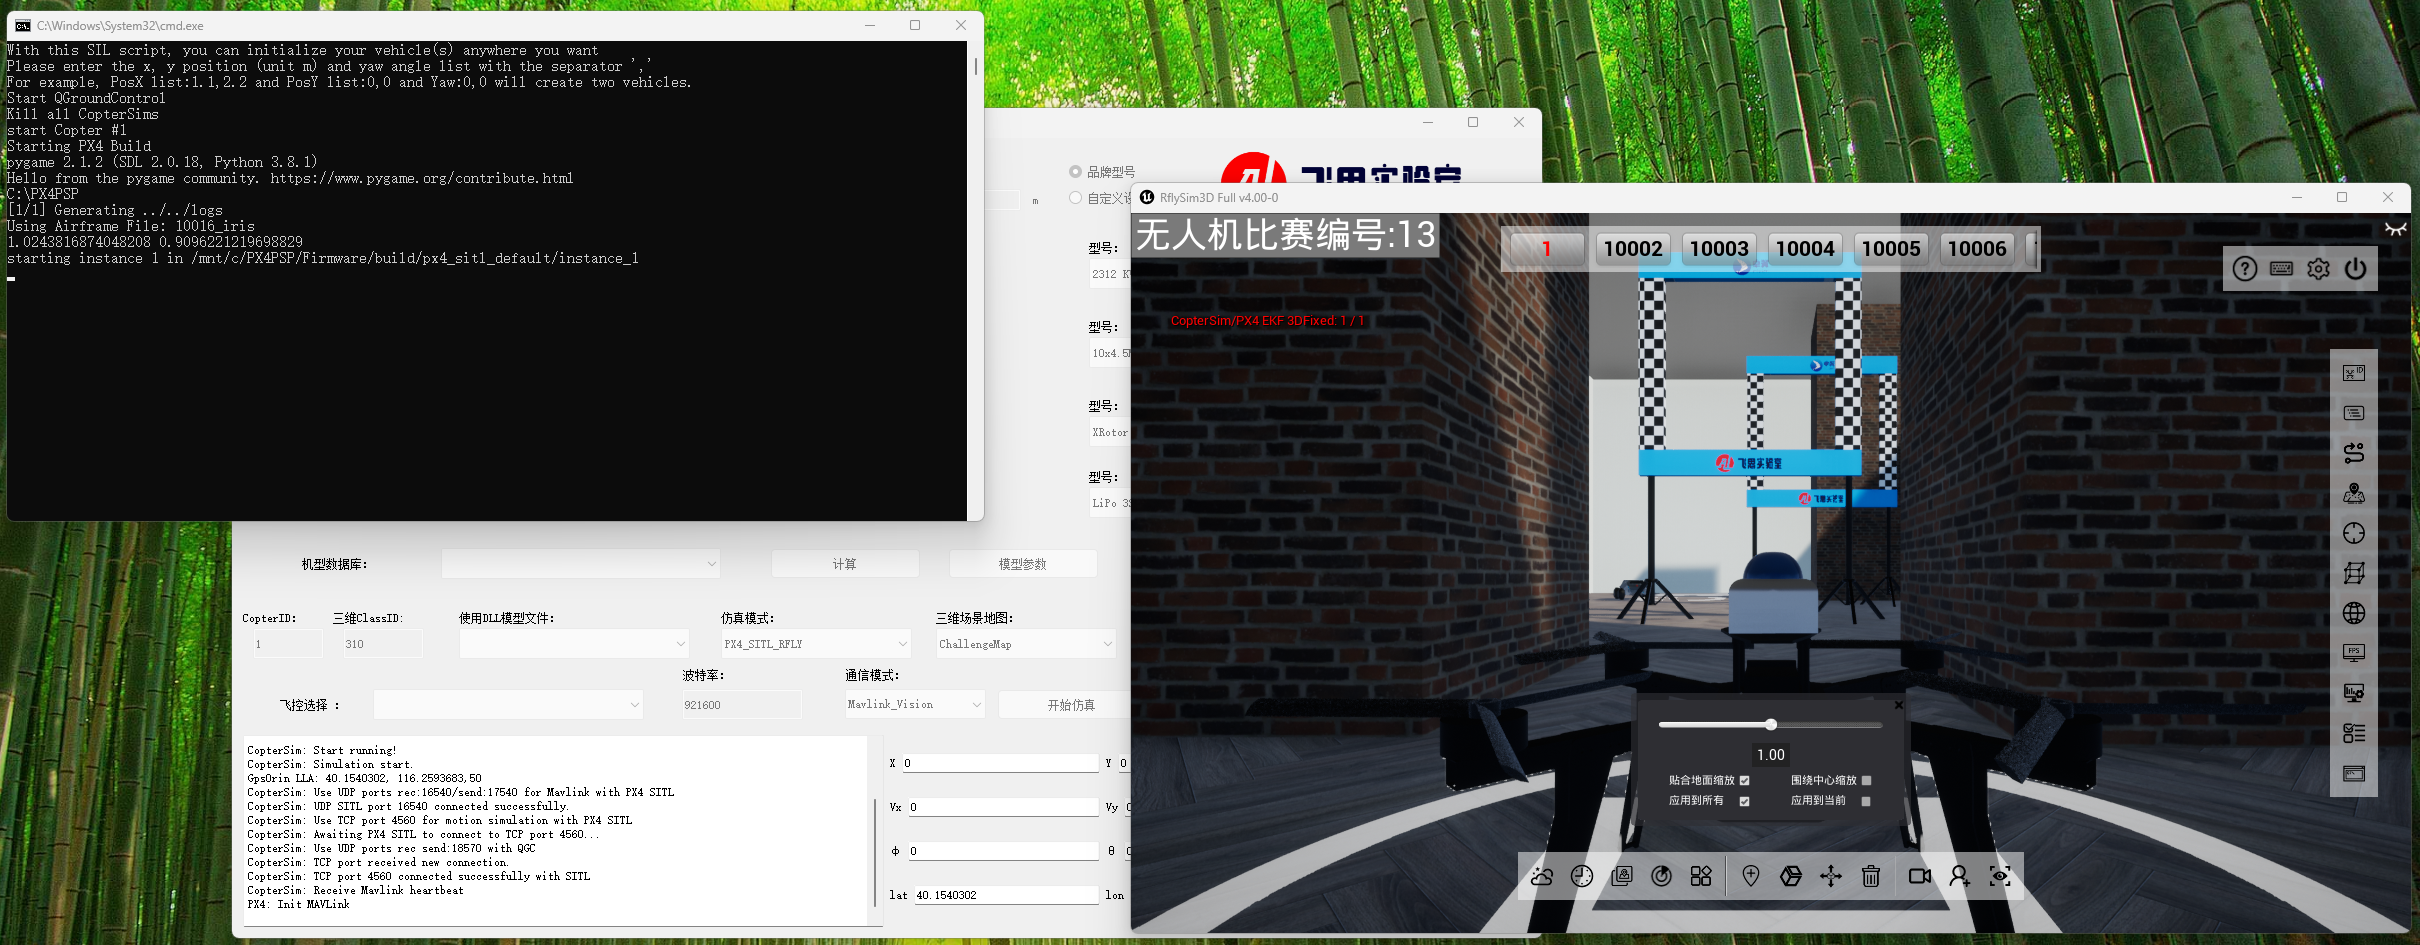 C:\Windows\System32\cmd.exe
With this SIL script, you can initialize your vehicle(s) anywhere you want
Please enter the x, y position (unit m) and yaw angle list with the separator ','
For example, PosX list:1.1,2.2 and PosY list:0,0 and Yaw:0,0 will create two vehicles.
Start QGroundControl
Kill all CopterSims
start Copter #1
Starting PX4 Build
pygame 2.1.2 (SDL 2.0.18, Python 3.8.1)
Hello from the pygame community. https://www.pygame.org/contribute.html
C:\PX4PSP
[1/1] Generating ../../logs
Using Airframe File: 10016_iris
1.0243816874048208 0.9096221219698829
starting instance 1 in /mnt/c/PX4PSP/Firmware/build/px4_sitl_default/instance_1
m
品牌型号
自定义
飞思实验室
型号:
2312 K
型号:
10x4.5
型号:
XRotor
型号:
LiPo 3S
机型数据库:
计算
模型参数
CopterID:
三维ClassID:
使用DLL模型文件:
仿真模式:
三维场景地图:
1
310
PX4_SITL_RFLY
ChallengeMap
波特率:
通信模式:
飞控选择 :
921600
Mavlink_Vision
开始仿真
CopterSim: Start running!
CopterSim: Simulation start.
GpsOrin LLA: 40.1540302, 116.2593683,50
CopterSim: Use UDP ports rec:16540/send:17540 for Mavlink with PX4 SITL
CopterSim: UDP SITL port 16540 connected successfully.
CopterSim: Use TCP port 4560 for motion simulation with PX4 SITL
CopterSim: Awaiting PX4 SITL to connect to TCP port 4560...
CopterSim: Use UDP ports rec send:18570 with QGC
CopterSim: TCP port received new connection.
CopterSim: TCP port 4560 connected successfully with SITL
CopterSim: Receive Mavlink heartbeat
PX4: Init MAVLink
X 0 Y 0
Vx 0 Vy
ϕ 0 θ
lat 40.1540302 lon
RflySim3D Full v4.00-0
无人机比赛编号:13
1 10002 10003 10004 10005 10006
CopterSim/PX4 EKF 3DFixed: 1 / 1
飞思实验室
飞思实验室
ID
FPS
1.00
贴合地面缩放
围绕中心缩放
应用到所有
应用到当前